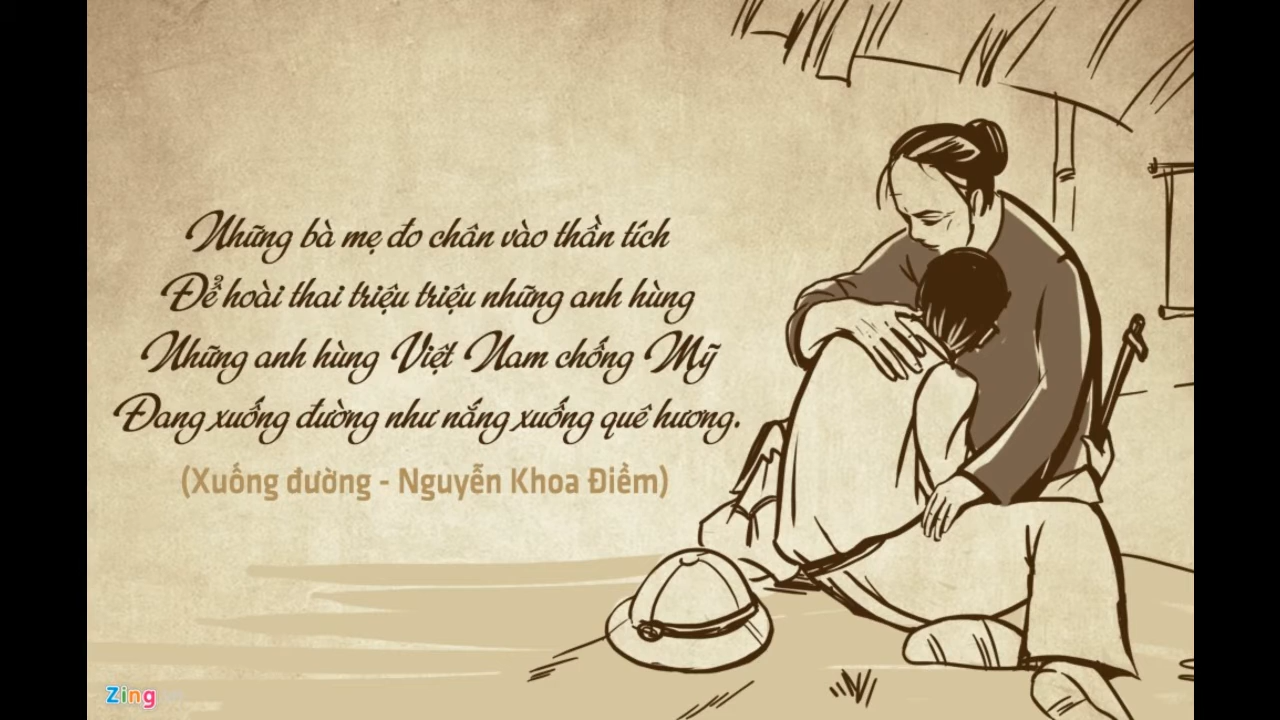 Những bà mẹ đo chân vào thần tích
Để hoài thai triệu triệu những anh hùng
Những anh hùng Việt Nam chống Mỹ
Đang xuống đường như nắng xuống quê hương.
(Xuống đường - Nguyễn Khoa Điềm)
Zing